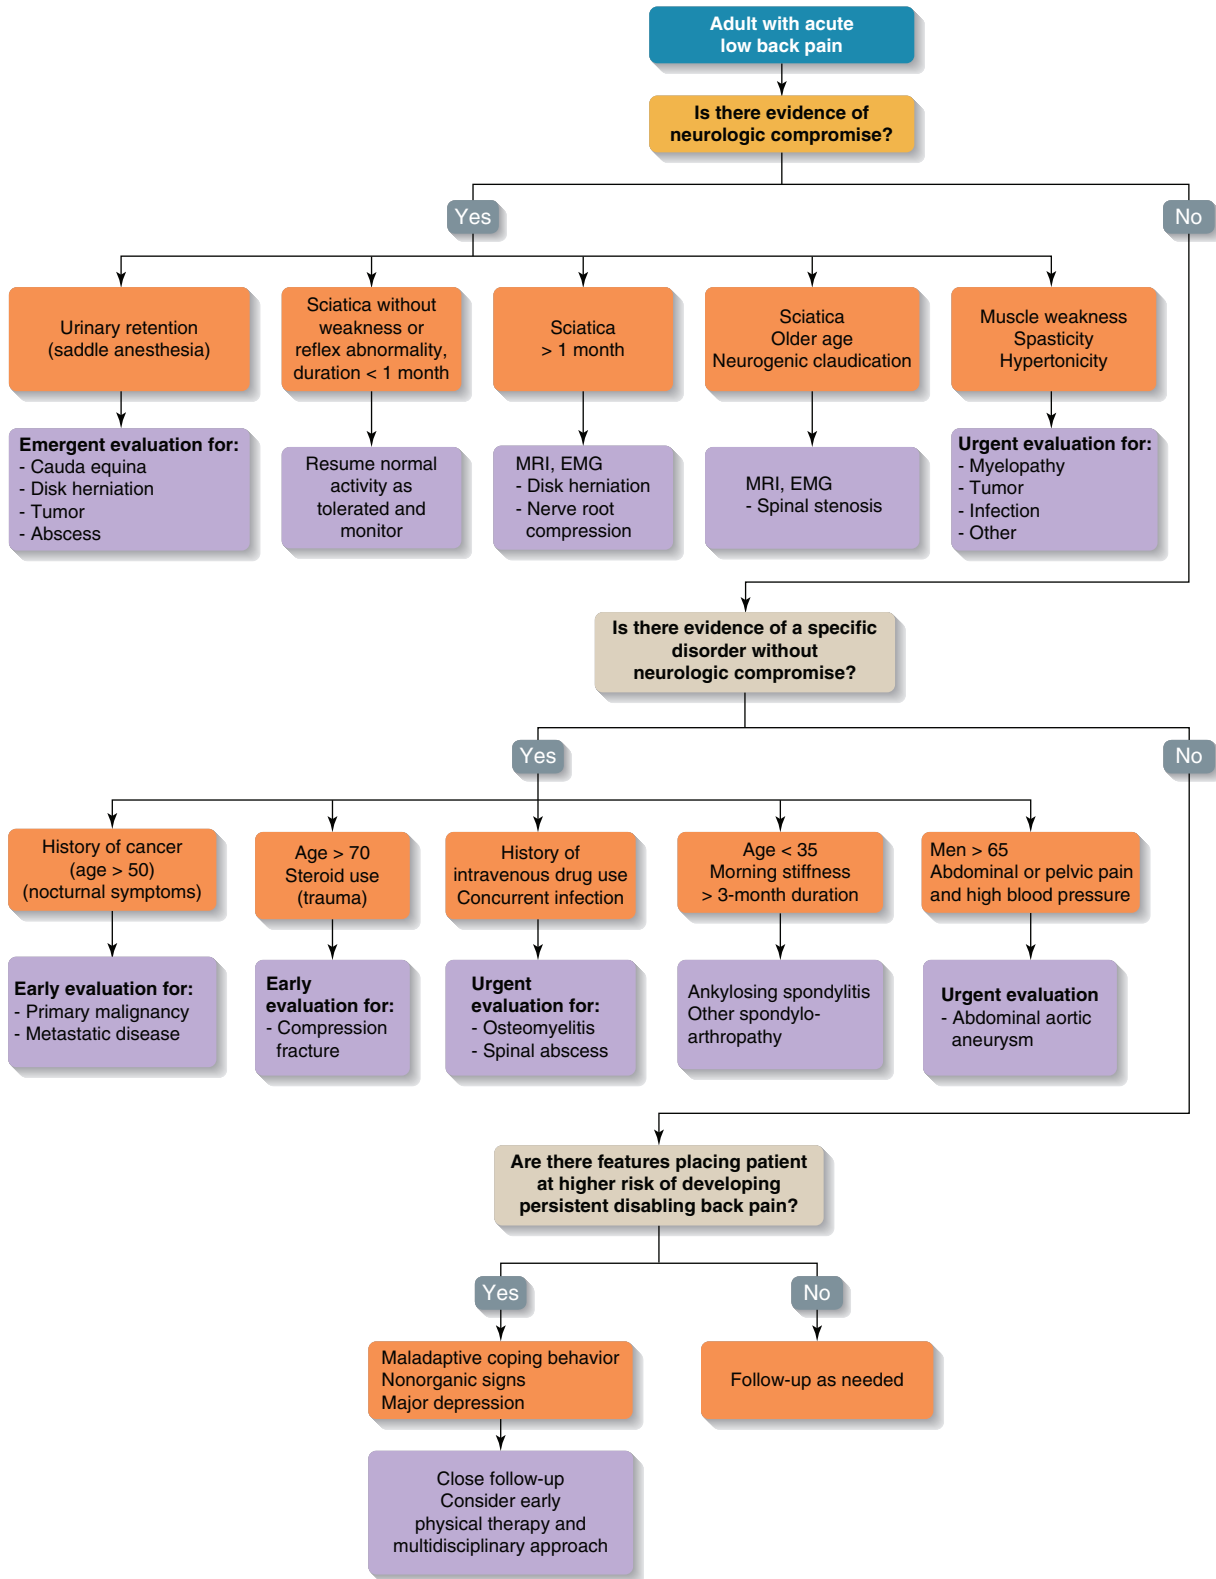 Adult with acute
low back pain
Is there evidence of
neurologic compromise?
Yes
No
Urinary retention
(saddle anesthesia)
Sciatica without
weakness or
reflex abnormality,
duration < 1 month
Sciatica
> 1 month
Sciatica
Older age
Neurogenic claudication
Muscle weakness
Spasticity
Hypertonicity
Emergent evaluation for:
- Cauda equina
- Disk herniation
- Tumor
- Abscess
Resume normal
activity as
tolerated and
monitor
MRI, EMG
- Disk herniation
- Nerve root
compression
MRI, EMG
- Spinal stenosis
Urgent evaluation for:
- Myelopathy
- Tumor
- Infection
- Other
Is there evidence of a specific
disorder without
neurologic compromise?
Yes
No
History of cancer
(age > 50)
(nocturnal symptoms)
Age > 70
Steroid use
(trauma)
History of
intravenous drug use
Concurrent infection
Age < 35
Morning stiffness
> 3-month duration
Men > 65
Abdominal or pelvic pain
and high blood pressure
Early evaluation for:
- Primary malignancy
- Metastatic disease
Early
evaluation for:
- Compression
fracture
Urgent
evaluation for:
- Osteomyelitis
- Spinal abscess
Ankylosing spondylitis
Other spondylo-
arthropathy
Urgent evaluation
- Abdominal aortic
aneurysm
Are there features placing patient
at higher risk of developing
persistent disabling back pain?
Yes
No
Maladaptive coping behavior
Nonorganic signs
Major depression
Follow-up as needed
Close follow-up
Consider early
physical therapy and
multidisciplinary approach